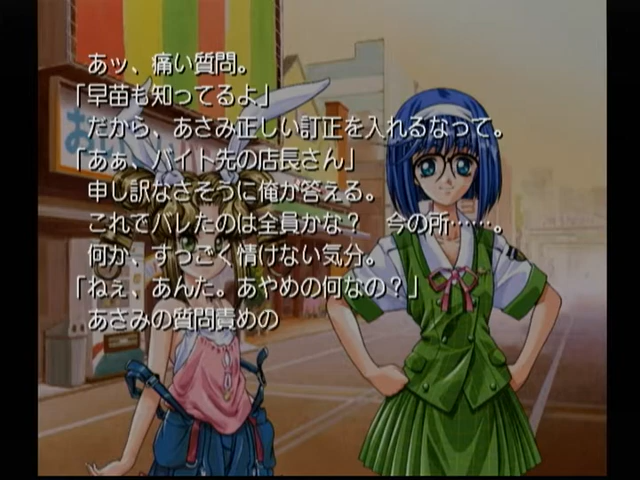 あッ、痛い質問。
「早苗も知ってるよ」
だから、あさみ正しい訂正を入れるなって。
「あぁ、バイト先の店長さん」
申し訳なさそうに俺が答える。
これでバレたのは全員かな？　今の所……。
何か、すっごく情けない気分。
「ねぇ、あんた。あやめの何なの？」
あさみの質問責めの